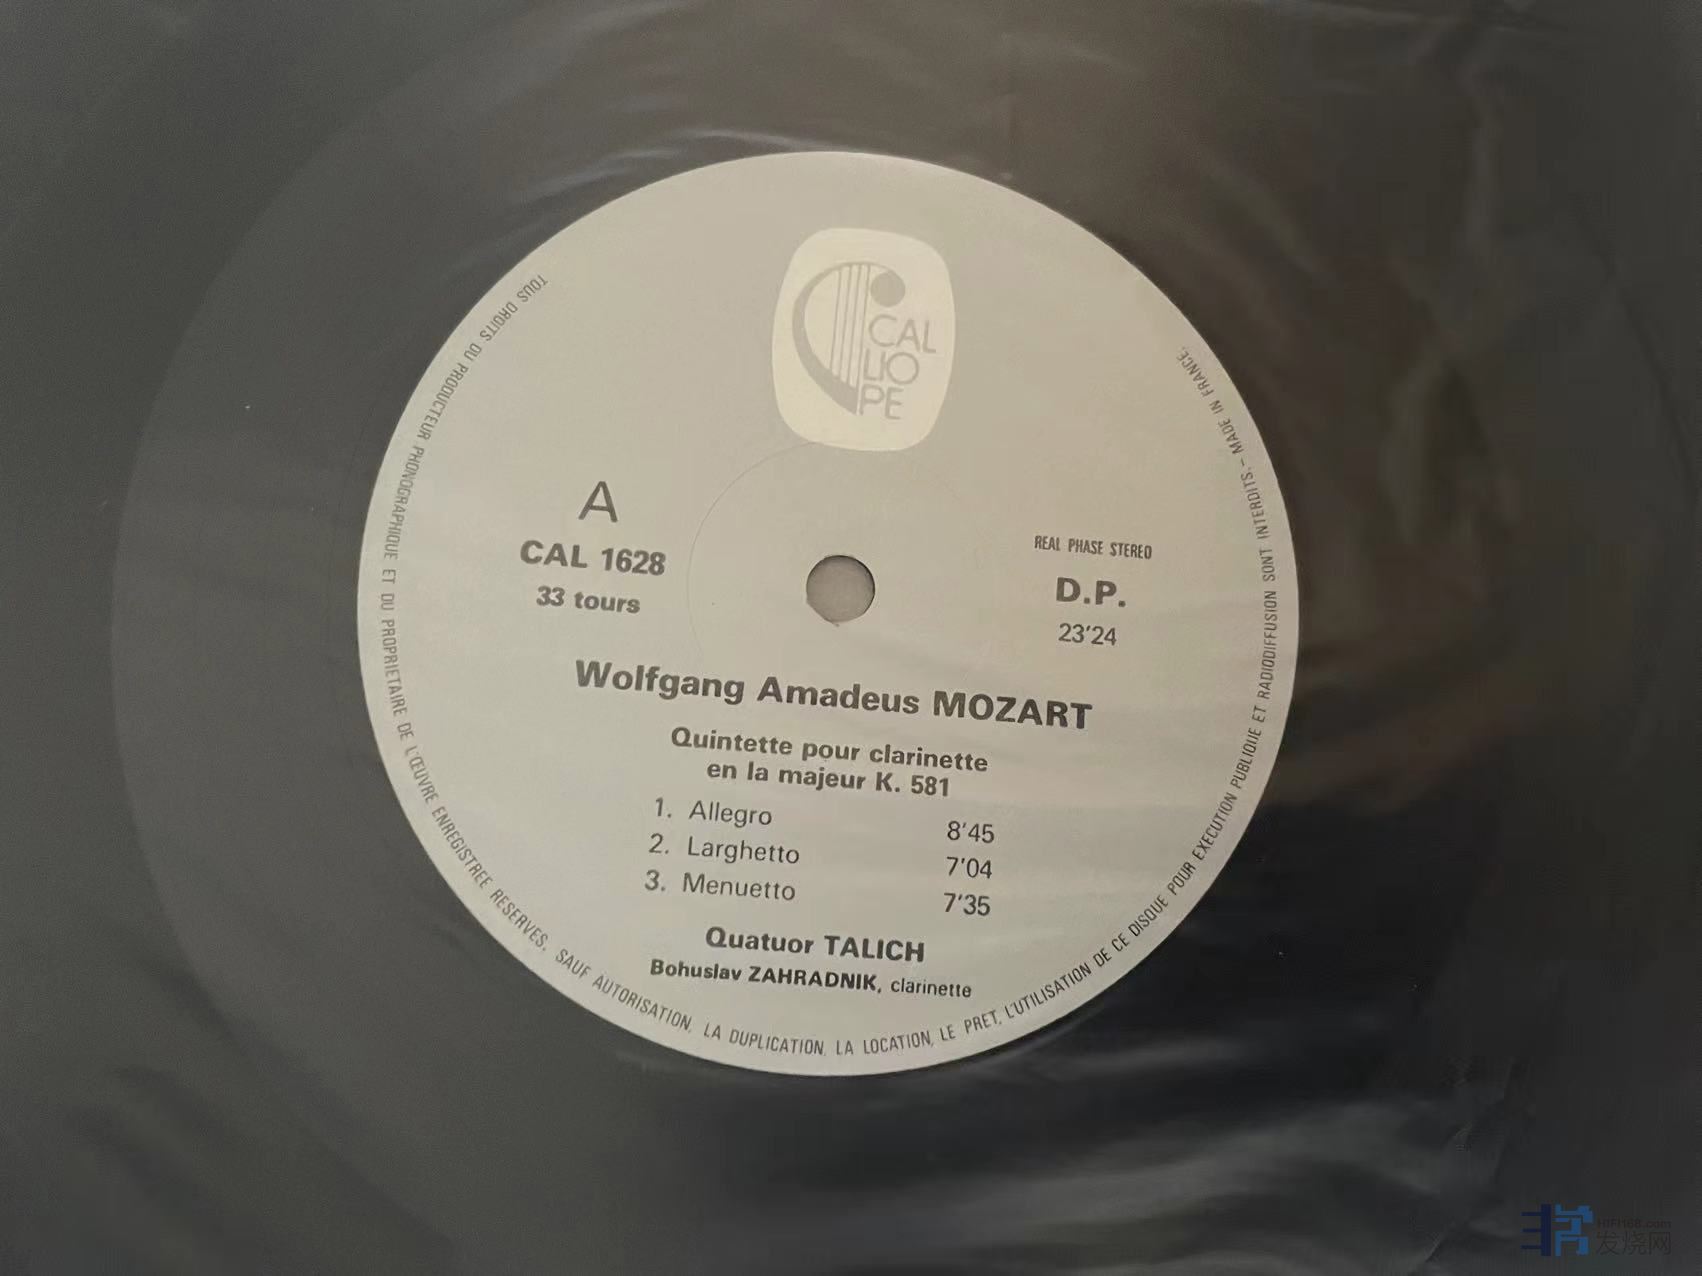 CAL
LIO
PE
A
CAL 1628
33 tours
REAL PHASE STEREO
D.P.
23'24
Wolfgang Amadeus MOZART
Quintette pour clarinette
en la majeur K. 581
1. Allegro 8'45
2. Larghetto 7'04
3. Menuetto 7'35
Quatuor TALICH
Bohuslav ZAHRADNIK, clarinette
TOUS DROITS DU PRODUCTEUR PHONOGRAPHIQUE ET DU PROPRIETAIRE DE L'ŒUVRE ENREGISTREE RESERVES. SAUF AUTORISATION, LA DUPLICATION, LA LOCATION, LE PRET, L'UTILISATION DE CE DISQUE POUR EXECUTION PUBLIQUE ET RADIODIFFUSION SONT INTERDITS. - MADE IN FRANCE.
HIFI168.com
发烧网